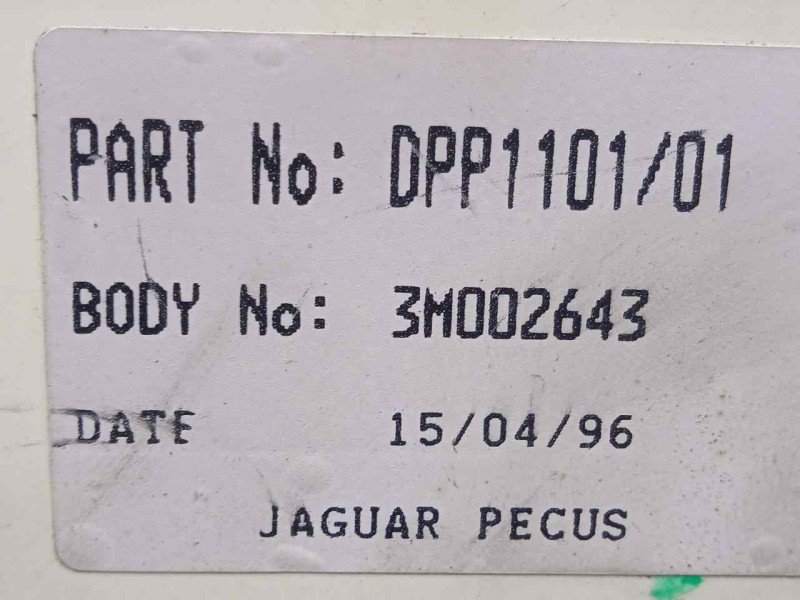 PART No: DPP1101/01
BODY No: 3M002643
DATE 15/04/96
JAGUAR PECUS